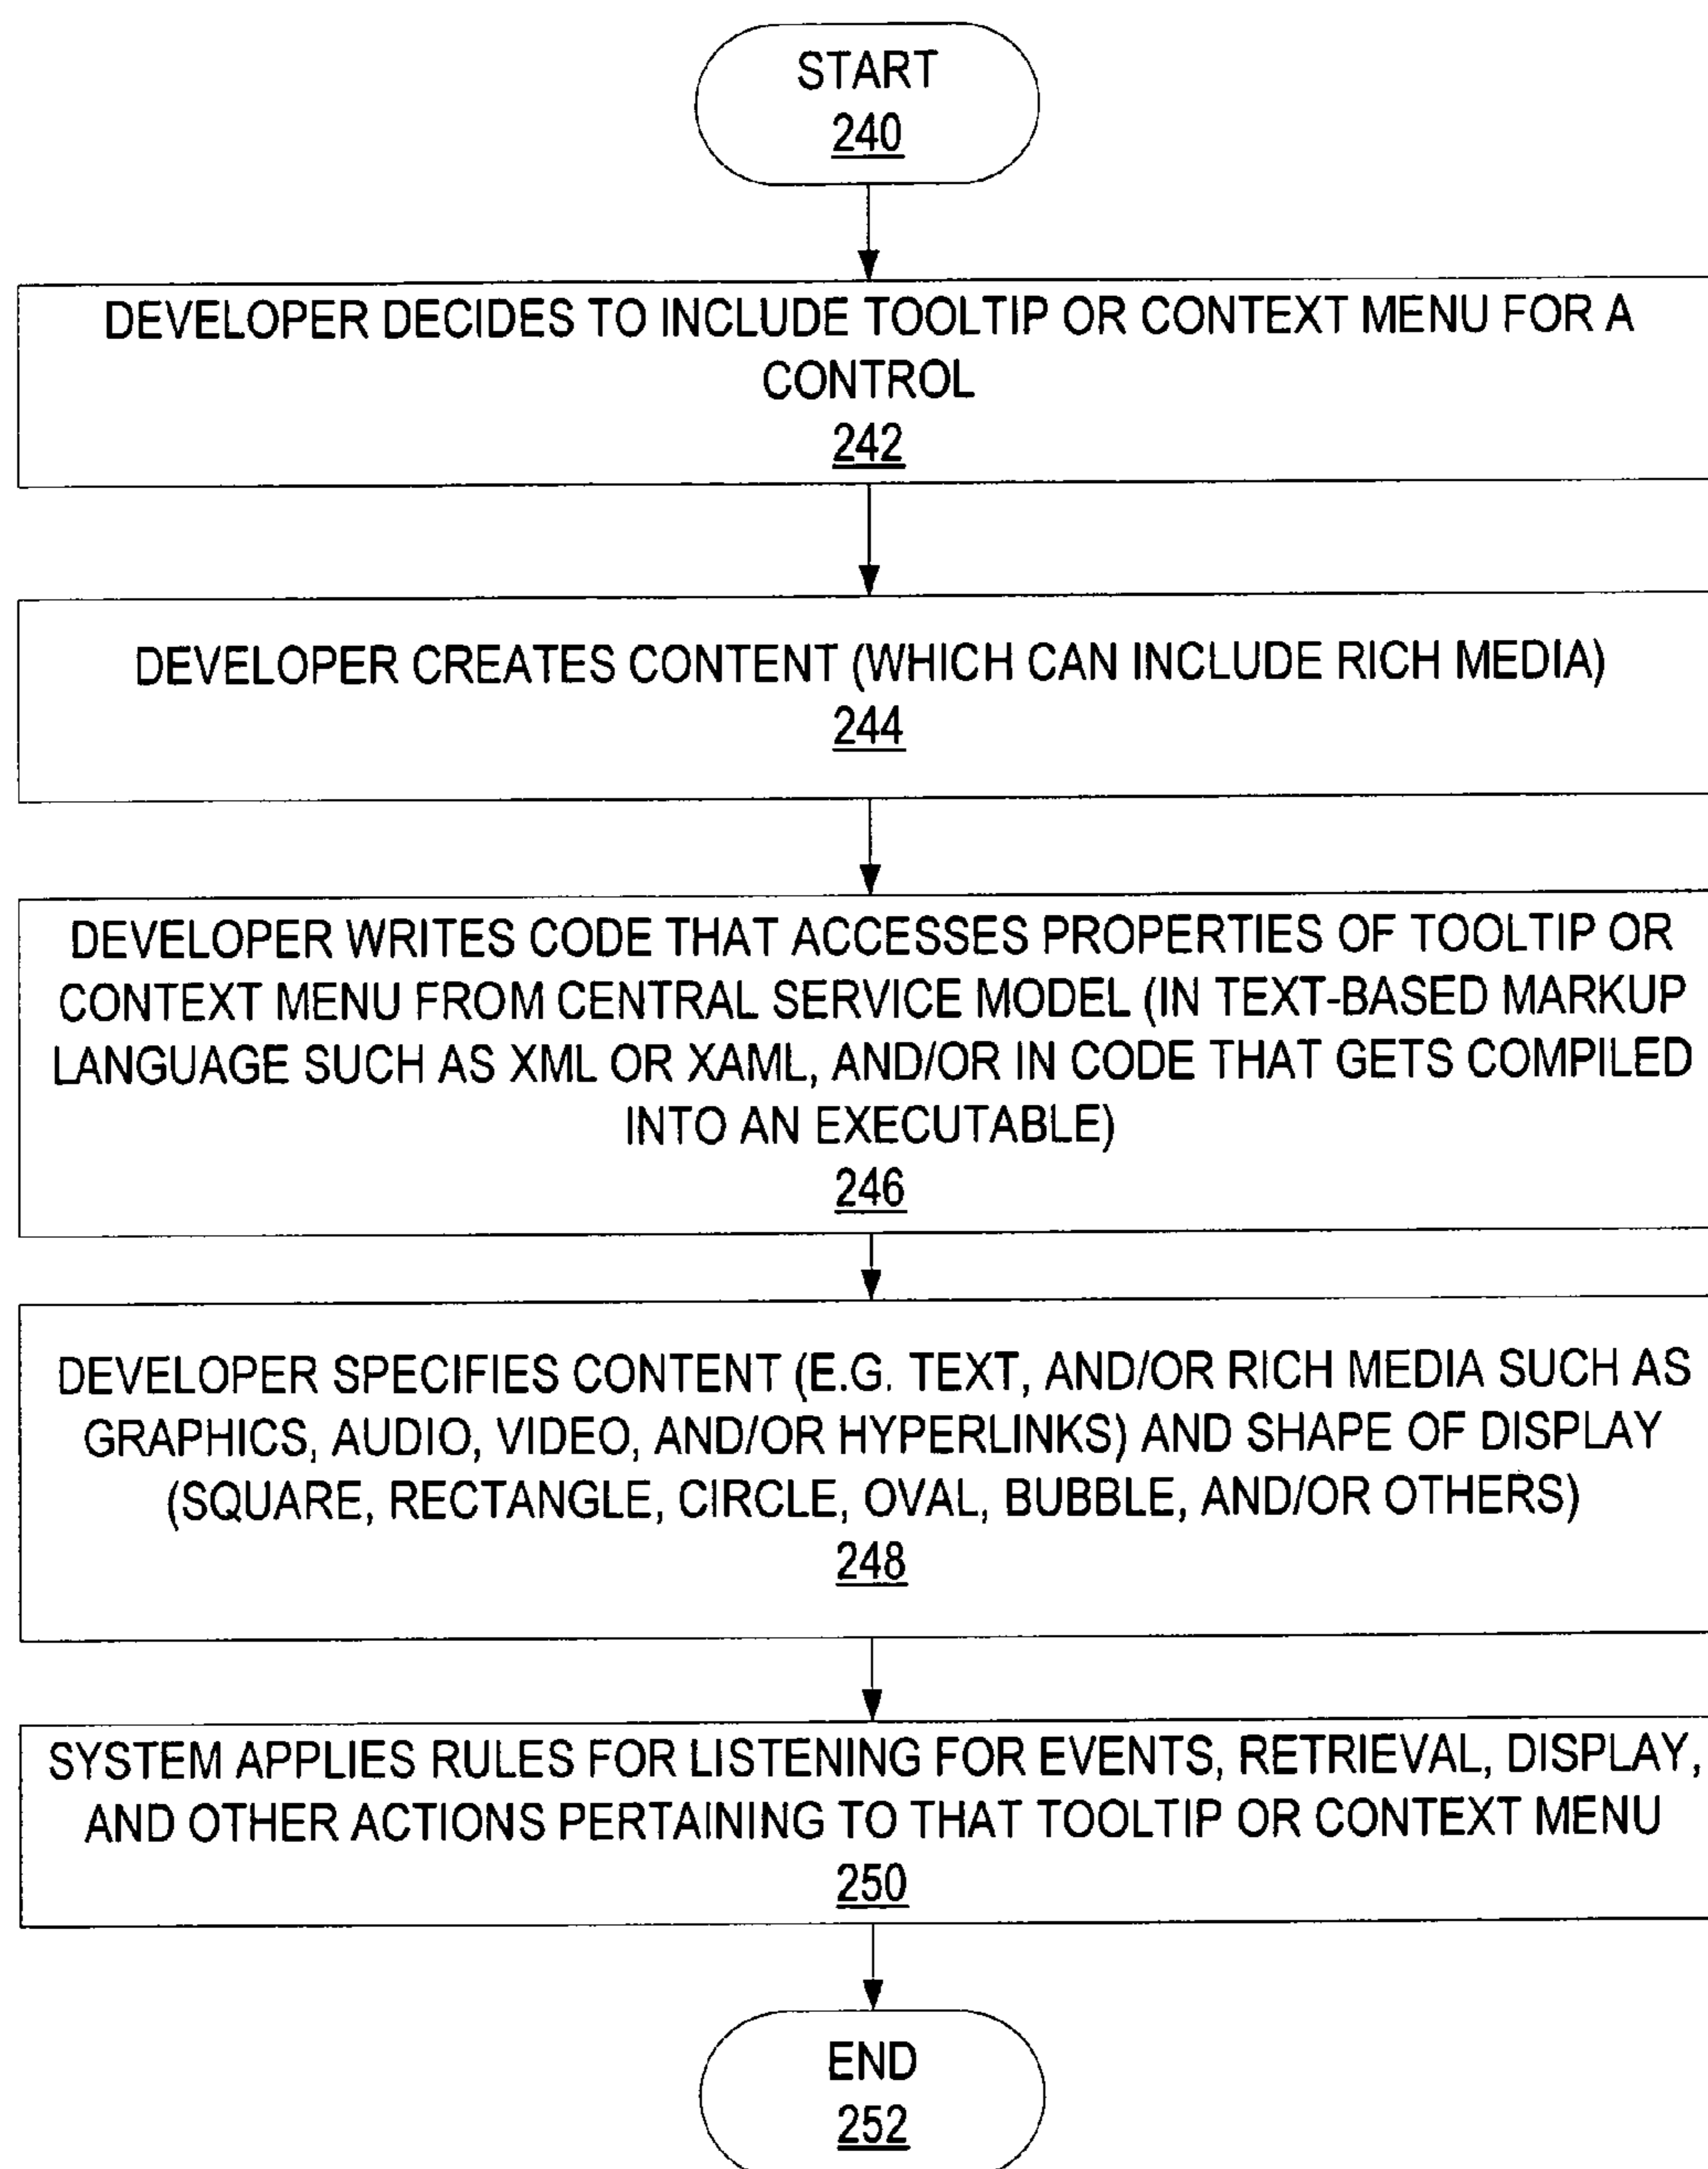 START
240
DEVELOPER DECIDES TO INCLUDE TOOLTIP OR CONTEXT MENU FOR A
CONTROL
242
DEVELOPER CREATES CONTENT (WHICH CAN INCLUDE RICH MEDIA)
244
DEVELOPER WRITES CODE THAT ACCESSES PROPERTIES OF TOOLTIP OR
CONTEXT MENU FROM CENTRAL SERVICE MODEL (IN TEXT-BASED MARKUP
LANGUAGE SUCH AS XML OR XAML, AND/OR IN CODE THAT GETS COMPILED
INTO AN EXECUTABLE)
246
DEVELOPER SPECIFIES CONTENT (E.G. TEXT, AND/OR RICH MEDIA SUCH AS
GRAPHICS, AUDIO, VIDEO, AND/OR HYPERLINKS) AND SHAPE OF DISPLAY
(SQUARE, RECTANGLE, CIRCLE, OVAL, BUBBLE, AND/OR OTHERS)
248
SYSTEM APPLIES RULES FOR LISTENING FOR EVENTS, RETRIEVAL, DISPLAY,
AND OTHER ACTIONS PERTAINING TO THAT TOOLTIP OR CONTEXT MENU
250
END
252